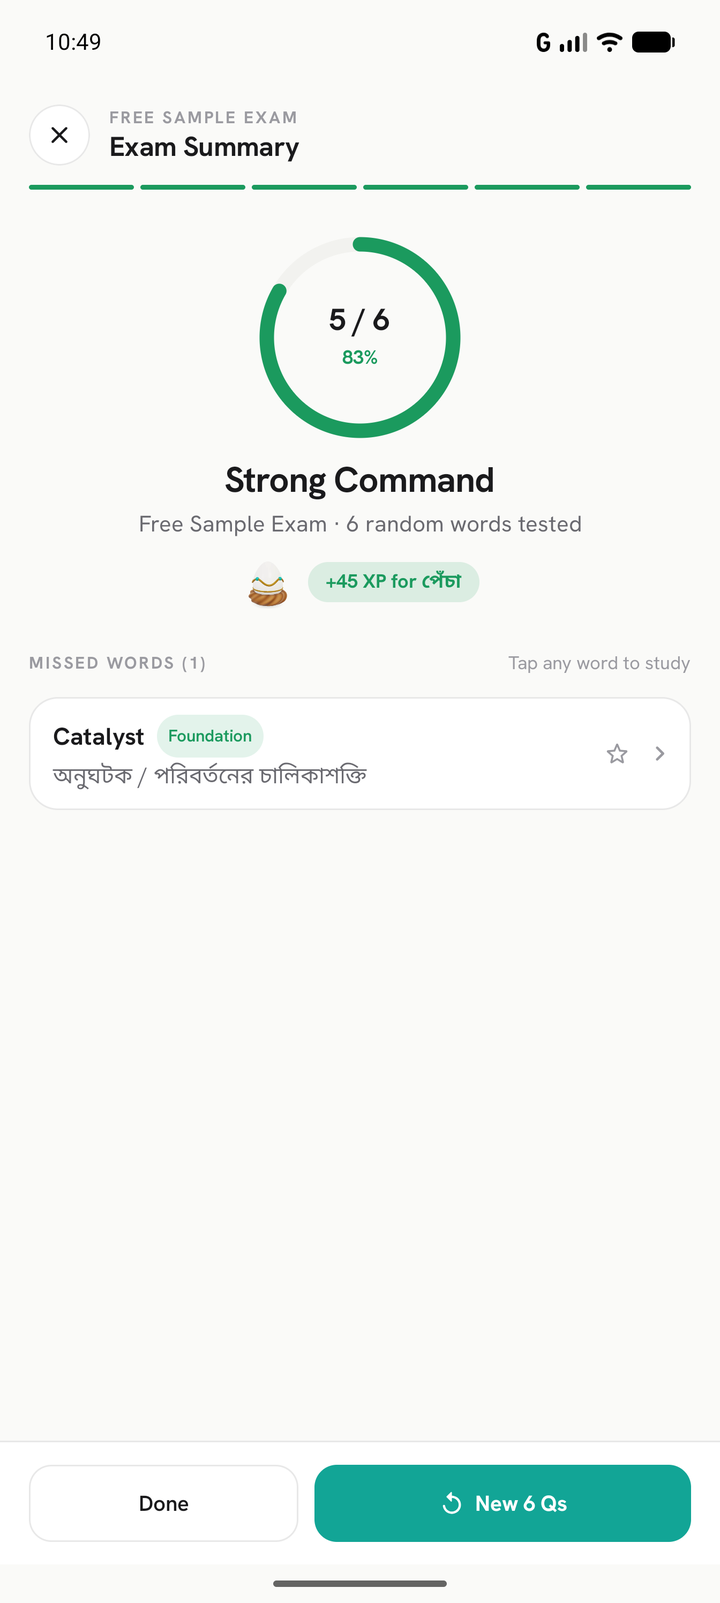 10:49
G
FREE SAMPLE EXAM
Exam Summary
5 / 6
83%
Strong Command
Free Sample Exam · 6 random words tested
+45 XP for পেঁচা
MISSED WORDS (1)
Tap any word to study
Catalyst
Foundation
অনুঘটক / পরিবর্তনের চালিকাশক্তি
Done
New 6 Qs